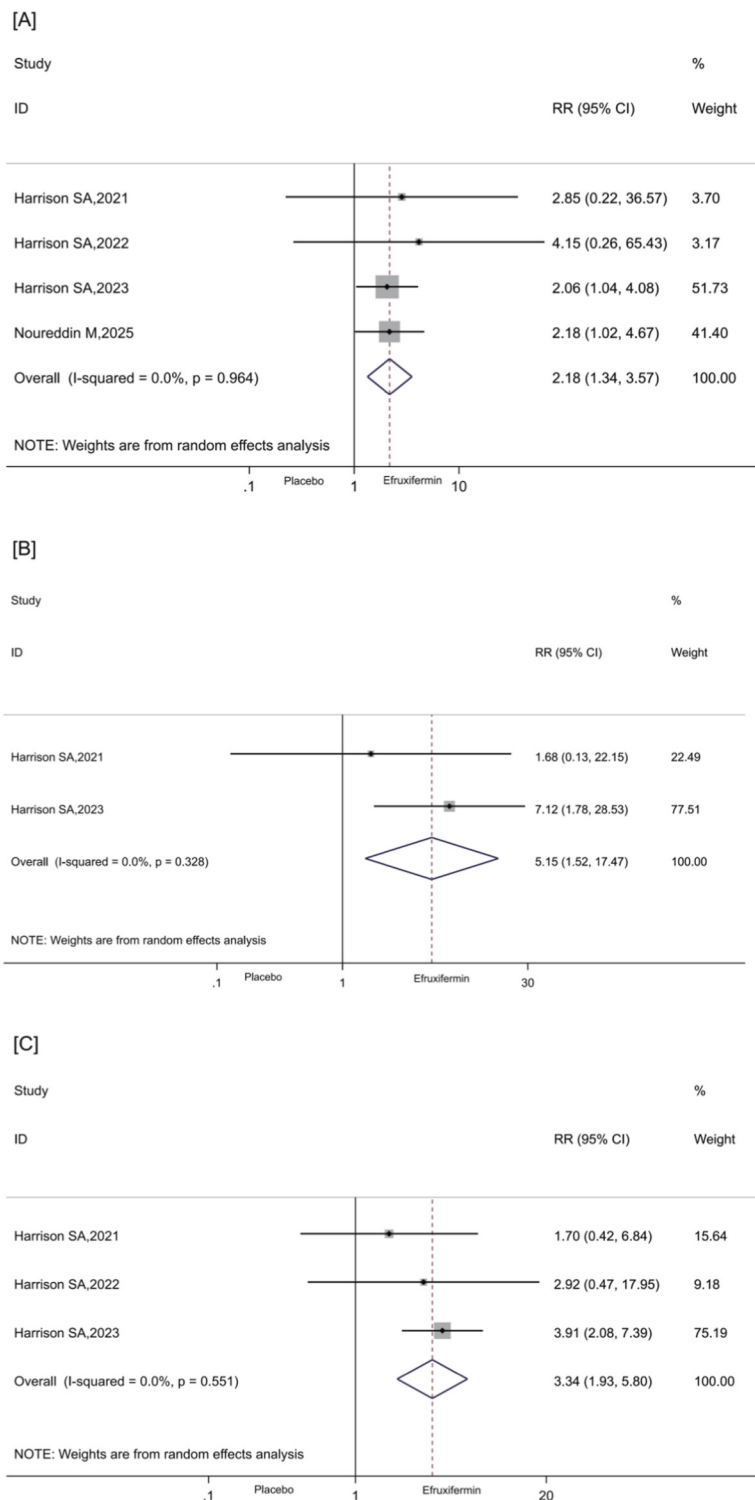 [A]
Study %
ID RR (95% CI) Weight
Harrison SA,2021 2.85 (0.22, 36.57) 3.70
Harrison SA,2022 4.15 (0.26, 65.43) 3.17
Harrison SA,2023 2.06 (1.04, 4.08) 51.73
Noureddin M,2025 2.18 (1.02, 4.67) 41.40
Overall (I-squared = 0.0%, p = 0.964) 2.18 (1.34, 3.57) 100.00
NOTE: Weights are from random effects analysis
.1 Placebo 1 Efruxifermin 10
[B]
Study %
ID RR (95% CI) Weight
Harrison SA,2021 1.68 (0.13, 22.15) 22.49
Harrison SA,2023 7.12 (1.78, 28.53) 77.51
Overall (I-squared = 0.0%, p = 0.328) 5.15 (1.52, 17.47) 100.00
NOTE: Weights are from random effects analysis
.1 Placebo 1 Efruxifermin 30
[C]
Study %
ID RR (95% CI) Weight
Harrison SA,2021 1.70 (0.42, 6.84) 15.64
Harrison SA,2022 2.92 (0.47, 17.95) 9.18
Harrison SA,2023 3.91 (2.08, 7.39) 75.19
Overall (I-squared = 0.0%, p = 0.551) 3.34 (1.93, 5.80) 100.00
NOTE: Weights are from random effects analysis
.1 Placebo 1 Efruxifermin 20